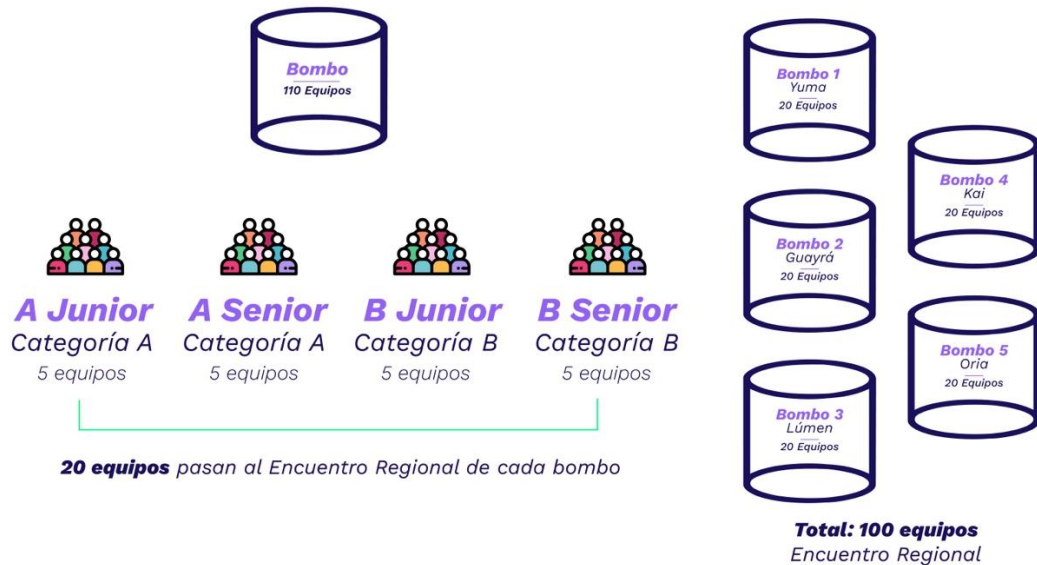 Bombo
110 Equipos
A Junior
Categoría A
5 equipos
A Senior
Categoría A
5 equipos
B Junior
Categoría B
5 equipos
B Senior
Categoría B
5 equipos
20 equipos pasan al Encuentro Regional de cada bombo
Bombo 1
Yuma
20 Equipos
Bombo 2
Guayrá
20 Equipos
Bombo 3
Lúmen
20 Equipos
Bombo 4
Kai
20 Equipos
Bombo 5
Oria
20 Equipos
Total: 100 equipos
Encuentro Regional